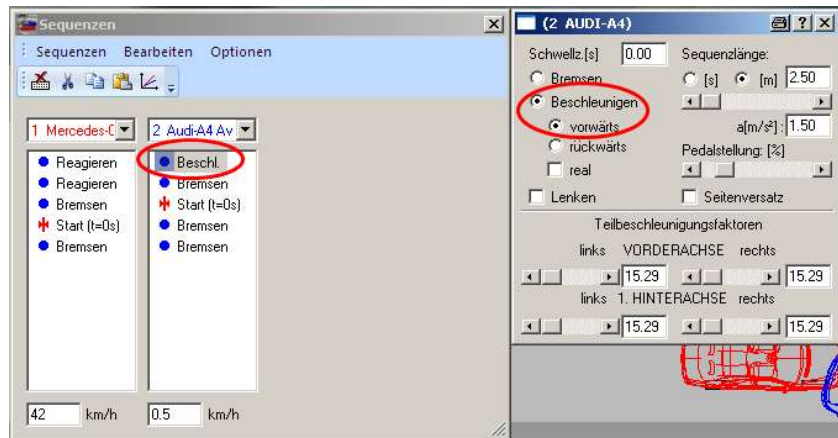 Sequenzen
Sequenzen Bearbeiten Optionen
1 Mercedes-C
2 Audi-A4 Av
Reagieren
Reagieren
Bremsen
Start (t=0s)
Bremsen
Beschl.
Bremsen
Start (t=0s)
Bremsen
Bremsen
42 km/h
0.5 km/h
(2 AUDI-A4)
Schwellz.[s] 0.00
Sequenzlänge:
Bremsen
[s] [m] 2.50
Beschleunigen
vorwärts
a[m/s²] : 1.50
rückwärts
Pedalstellung: [%]
real
Lenken
Seitenversatz
Teilbeschleunigungsfaktoren
links VORDERACHSE rechts
15.29 15.29
links 1. HINTERACHSE rechts
15.29 15.29